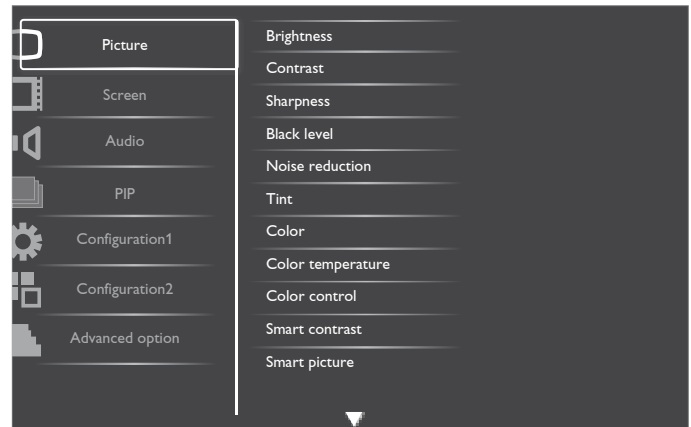 Picture
Screen
Audio
PIP
Configuration1
Configuration2
Advanced option
Brightness
Contrast
Sharpness
Black level
Noise reduction
Tint
Color
Color temperature
Color control
Smart contrast
Smart picture